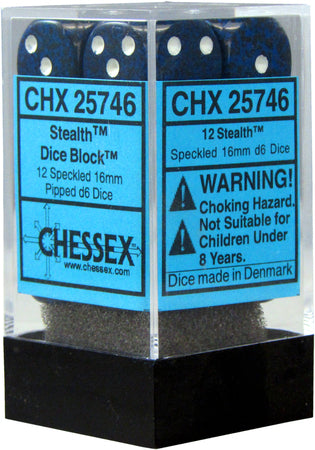 CHX 25746
Stealth™
Dice Block™
12 Speckled 16mm
Pipped d6 Dice
CHESSEX
www.chessex.com
CHX 25746
12 Stealth™
Speckled 16mm d6 Dice
WARNING!
Choking Hazard.
Not Suitable for
Children Under
8 Years.
Dice made in Denmark